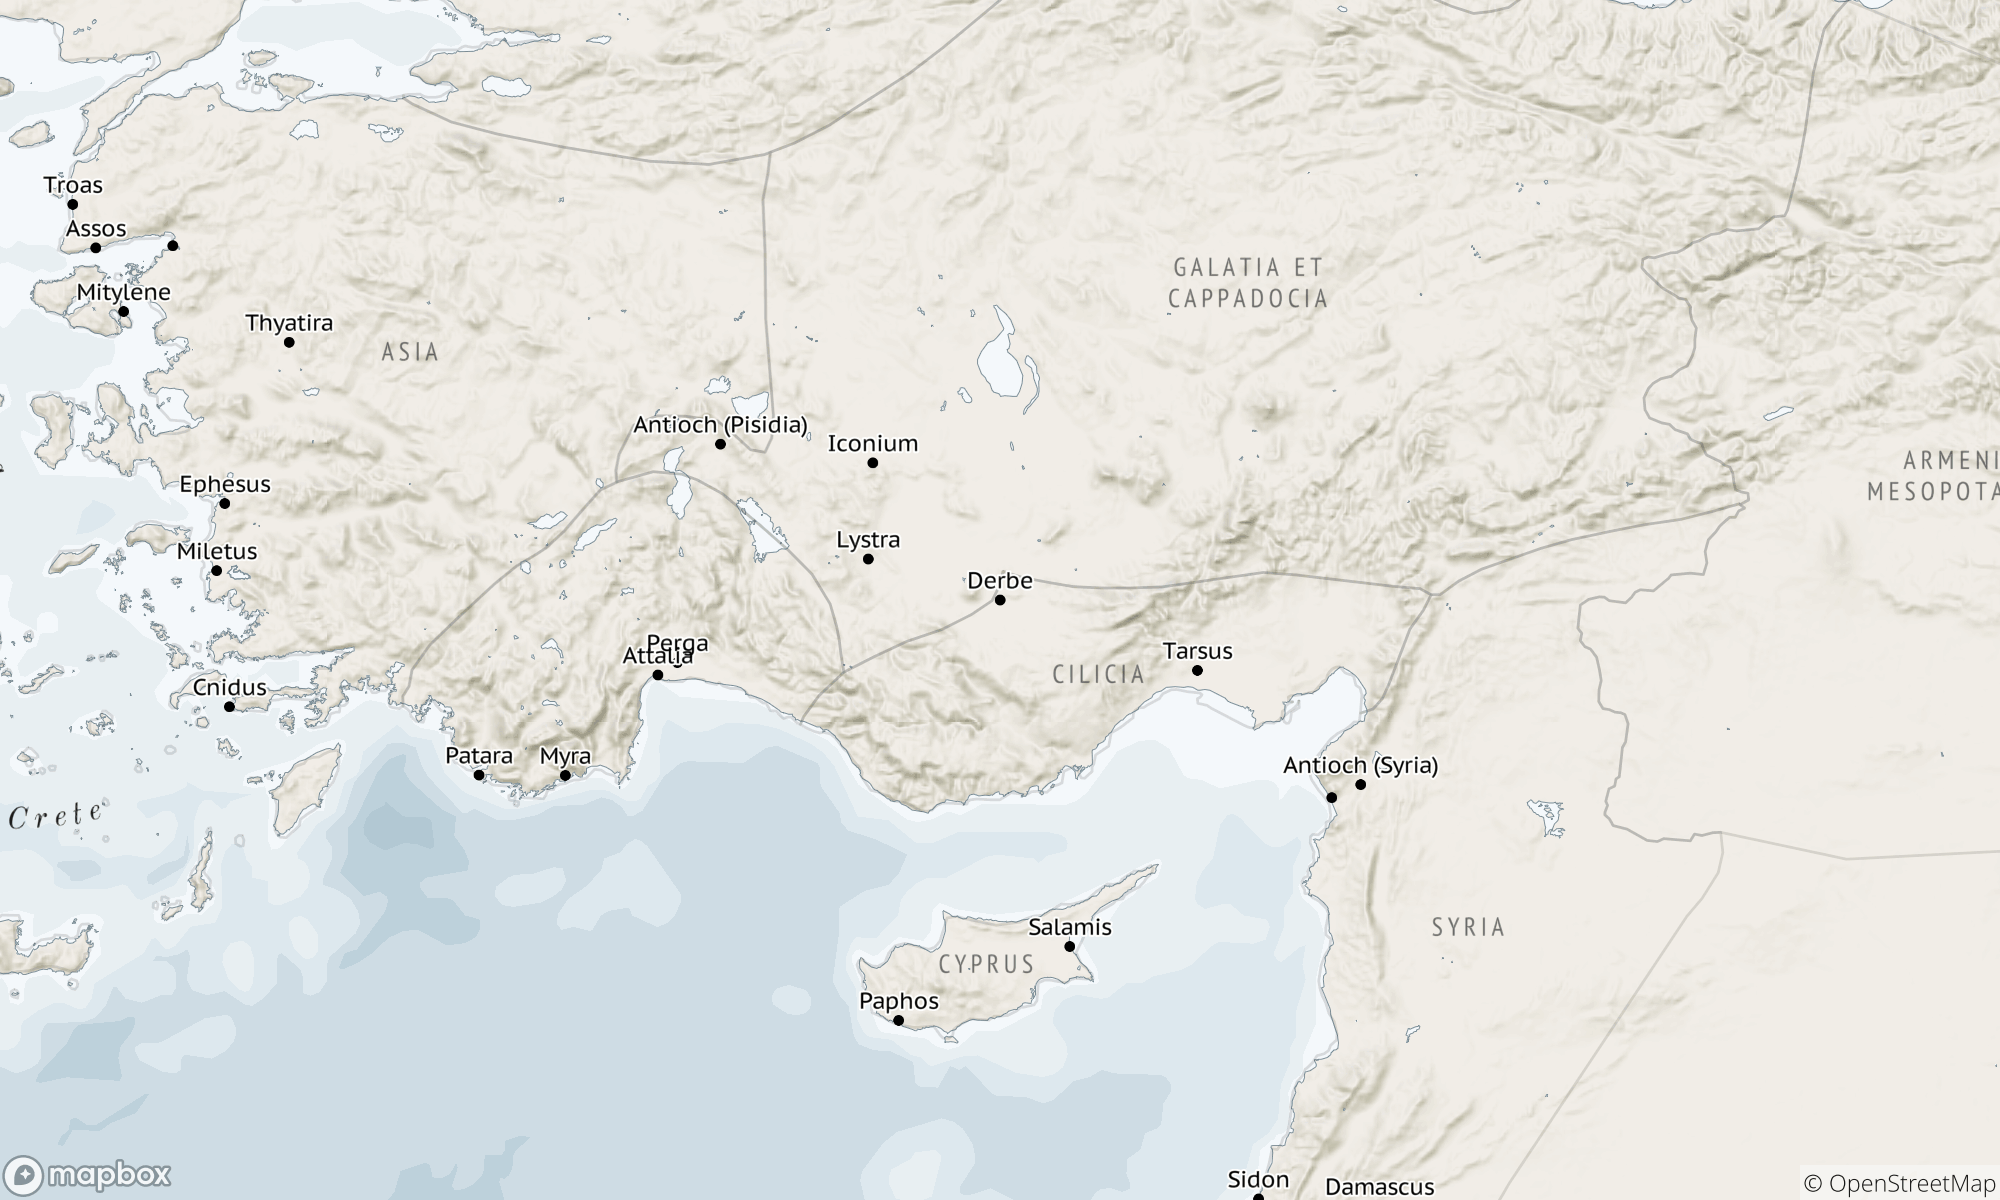 Troas
Assos
Mitylene
Thyatira
ASIA
GALATIA ET
CAPPADOCIA
Antioch (Pisidia)
Iconium
ARMENI
MESOPOTA
Ephesus
Lystra
Miletus
Derbe
Perga
Attalia
Tarsus
CILICIA
Cnidus
Patara
Myra
Antioch (Syria)
Crete
Salamis
SYRIA
CYPRUS
Paphos
Sidon
Damascus
mapbox
© OpenStreetMap